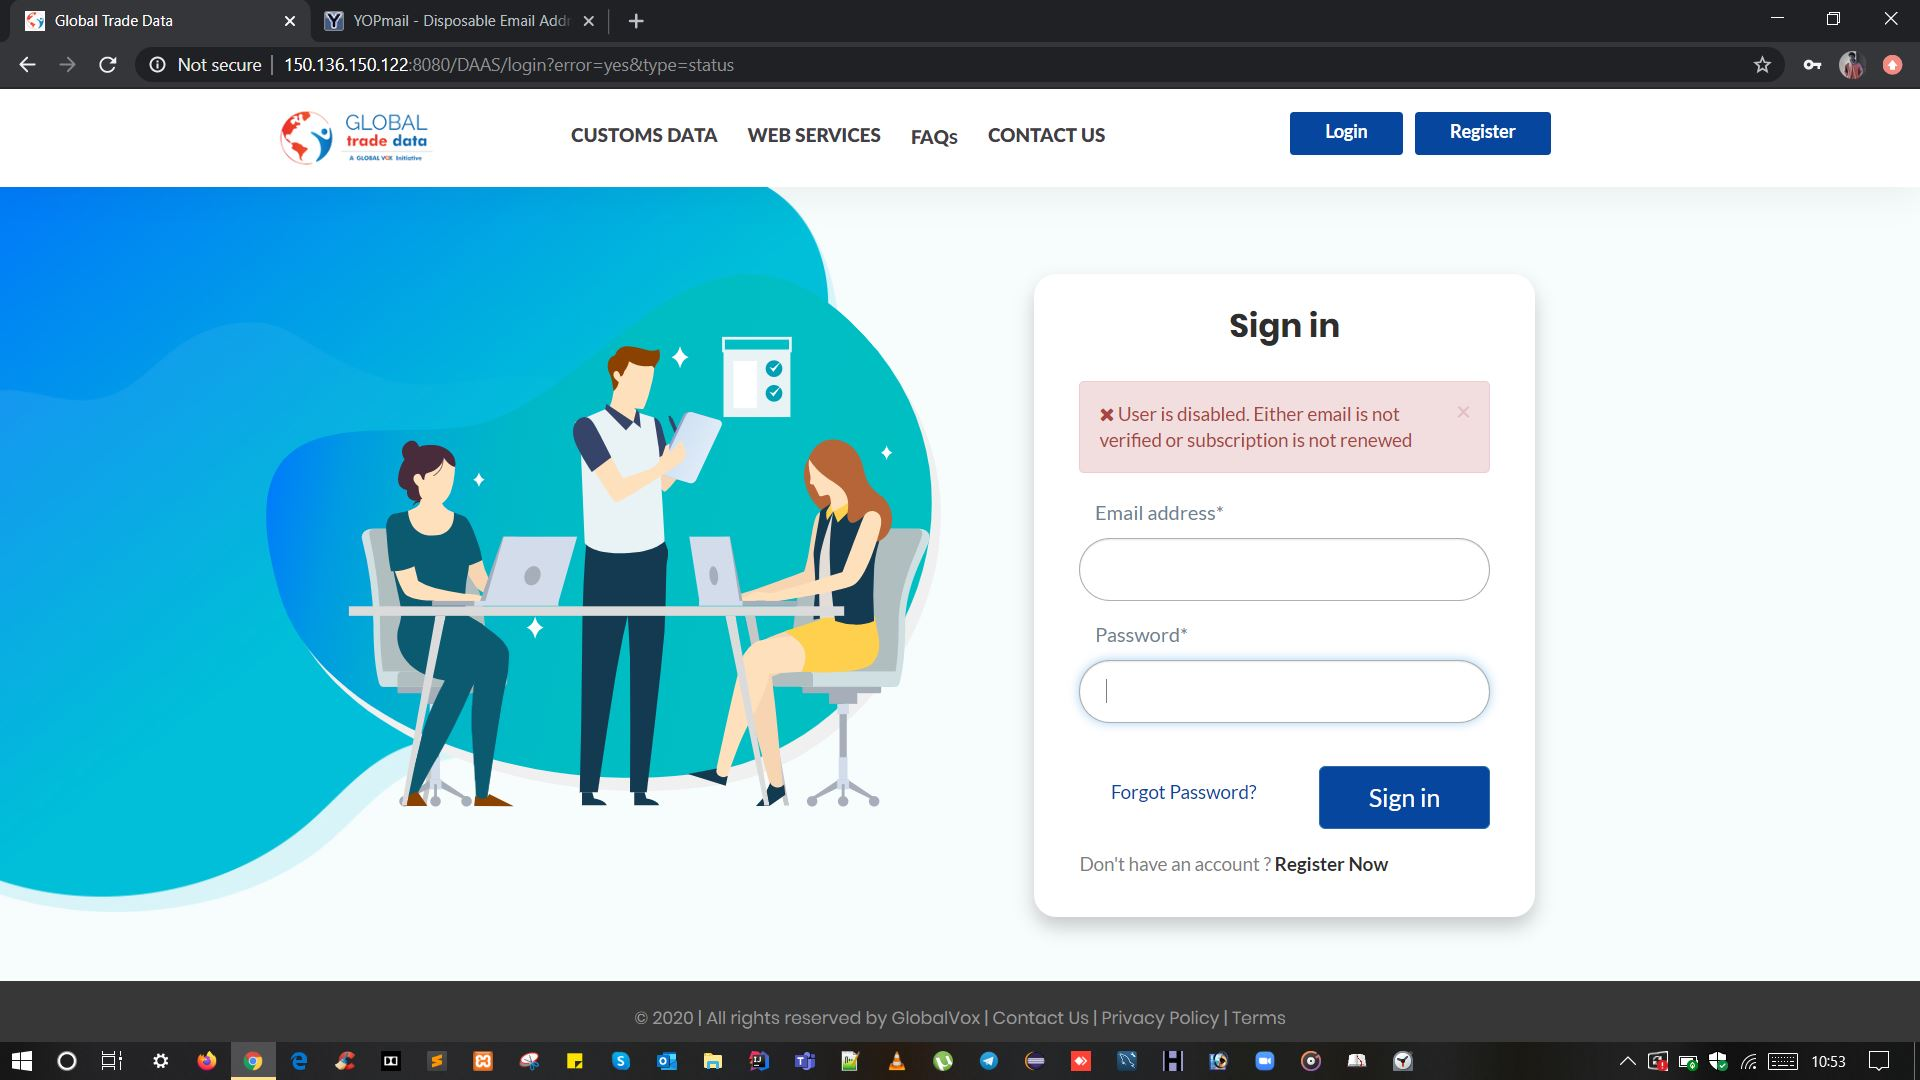 Global Trade Data
YOPmail - Disposable Email Addr
Not secure | 150.136.150.122:8080/DAAS/login?error=yes&type=status
GLOBAL
trade data
A GLOBAL VOX Initiative
CUSTOMS DATA
WEB SERVICES
FAQs
CONTACT US
Login
Register
Sign in
User is disabled. Either email is not
verified or subscription is not renewed
Email address*
Password*
Forgot Password?
Sign in
Don't have an account ? Register Now
© 2020 | All rights reserved by GlobalVox | Contact Us | Privacy Policy | Terms
10:53